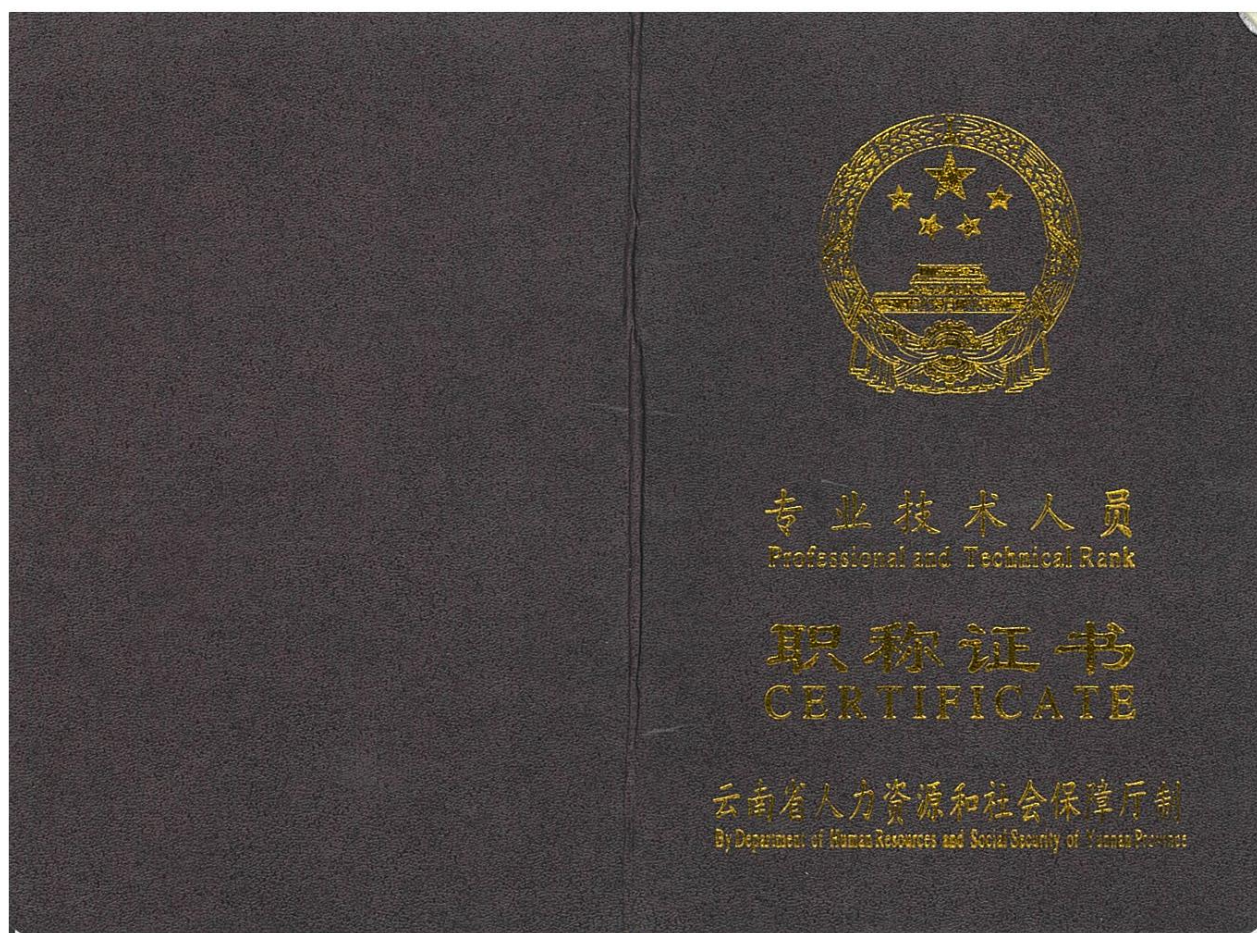 专业技术人员
Professional and Technical Rank
职称证书
CERTIFICATE
云南省人力资源和社会保障厅制
By Department of Human Resources and Social Security of Yunnan Province